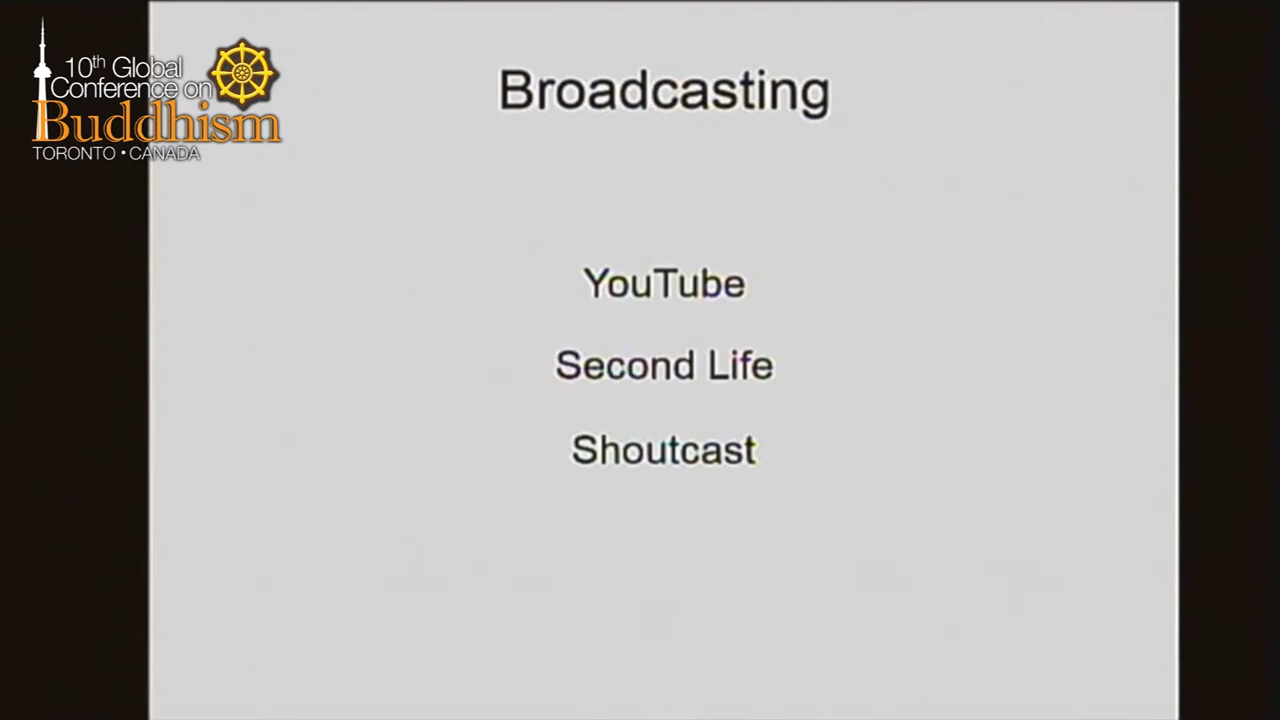 10th Global
Conference on
Buddhism
TORONTO • CANADA
Broadcasting
YouTube
Second Life
Shoutcast